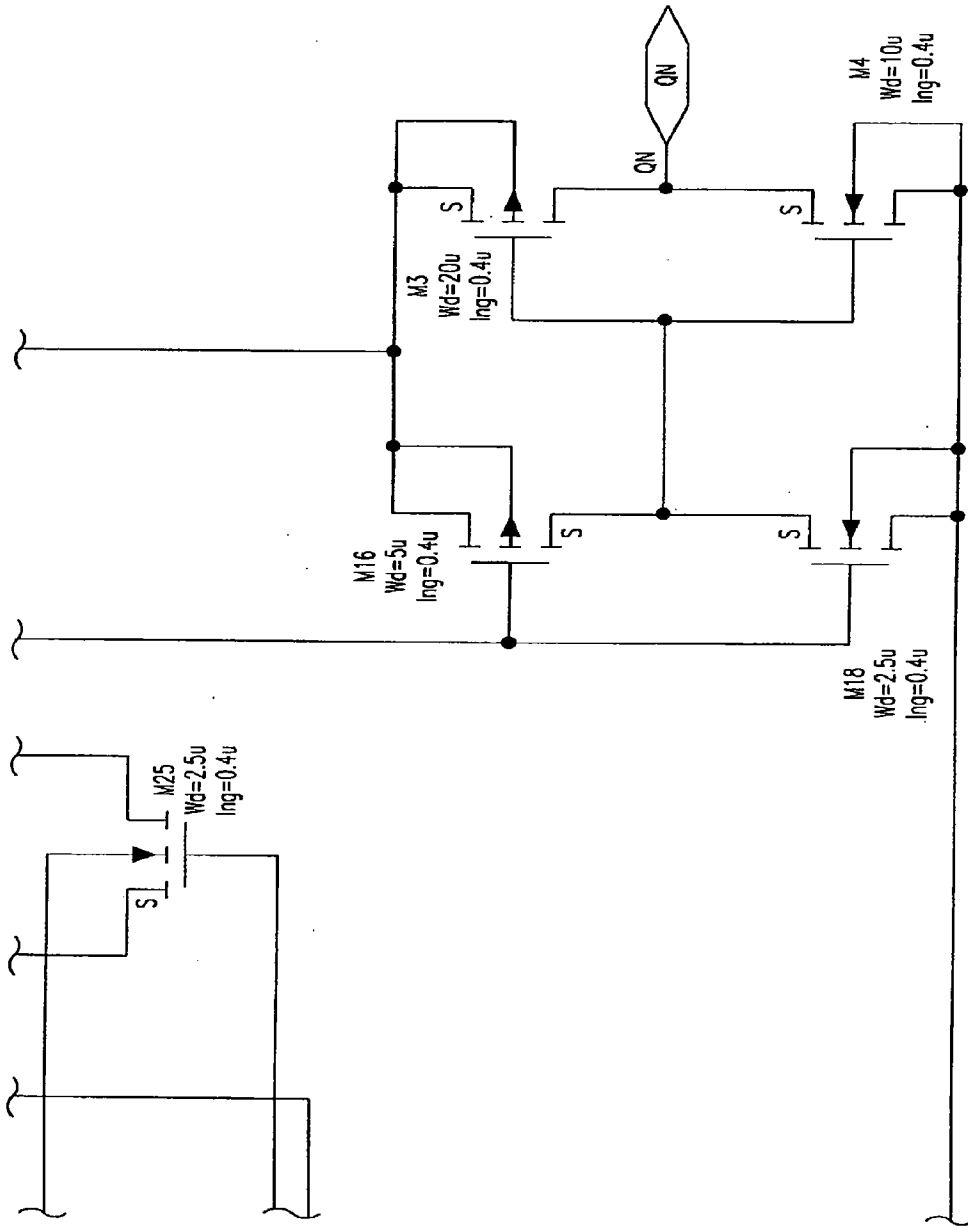 M25
Wd=2.5u
lng=0.4u
S
M16
Wd=5u
lng=0.4u
S
M18
Wd=2.5u
lng=0.4u
S
M3
Wd=20u
lng=0.4u
S
QN
QN
M4
Wd=10u
lng=0.4u
S